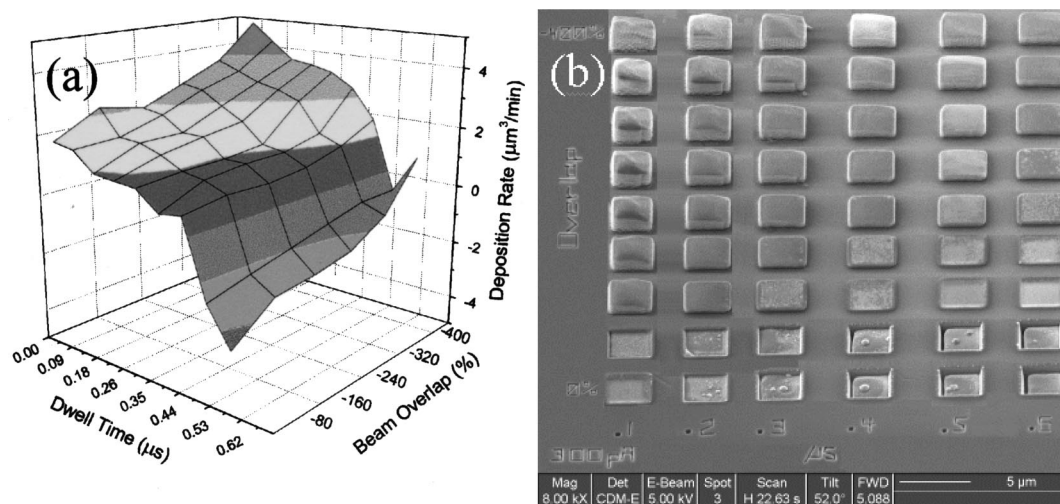 (a)
4
2
0
-2
-4
Deposition Rate (μm³/min)
0.00
0.09
0.18
0.26
0.35
0.44
0.53
0.62
Dwell Time (μs)
-400
-320
-240
-160
-80
Beam Overlap (%)
(b)
-400%
Overlap
0%
.1 .2 .3 .4 .5 .6
300pA μs
Mag Det E-Beam Spot Scan Tilt FWD
8.00 kX CDM-E 5.00 kV 3 H 22.63 s 52.0° 5.088
5 μm